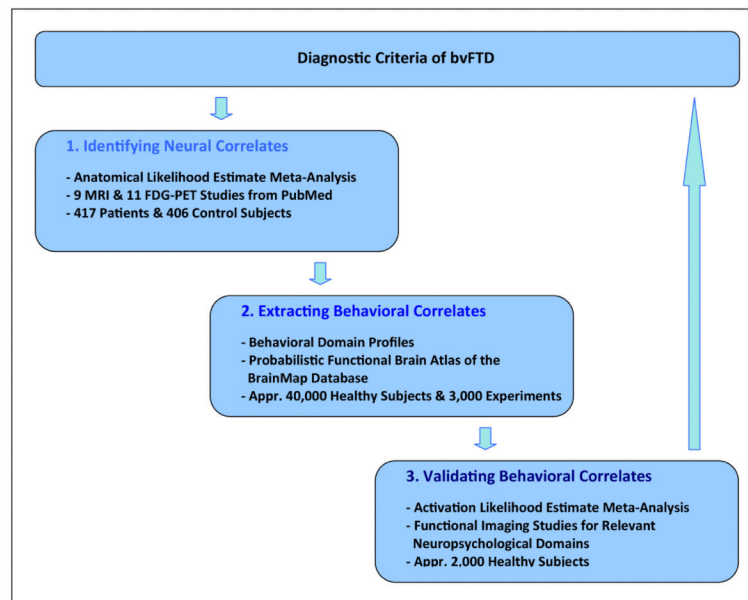 Diagnostic Criteria of bvFTD
1. Identifying Neural Correlates
- Anatomical Likelihood Estimate Meta-Analysis
- 9 MRI & 11 FDG-PET Studies from PubMed
- 417 Patients & 406 Control Subjects
2. Extracting Behavioral Correlates
- Behavioral Domain Profiles
- Probabilistic Functional Brain Atlas of the
BrainMap Database
- Appr. 40,000 Healthy Subjects & 3,000 Experiments
3. Validating Behavioral Correlates
- Activation Likelihood Estimate Meta-Analysis
- Functional Imaging Studies for Relevant
Neuropsychological Domains
- Appr. 2,000 Healthy Subjects